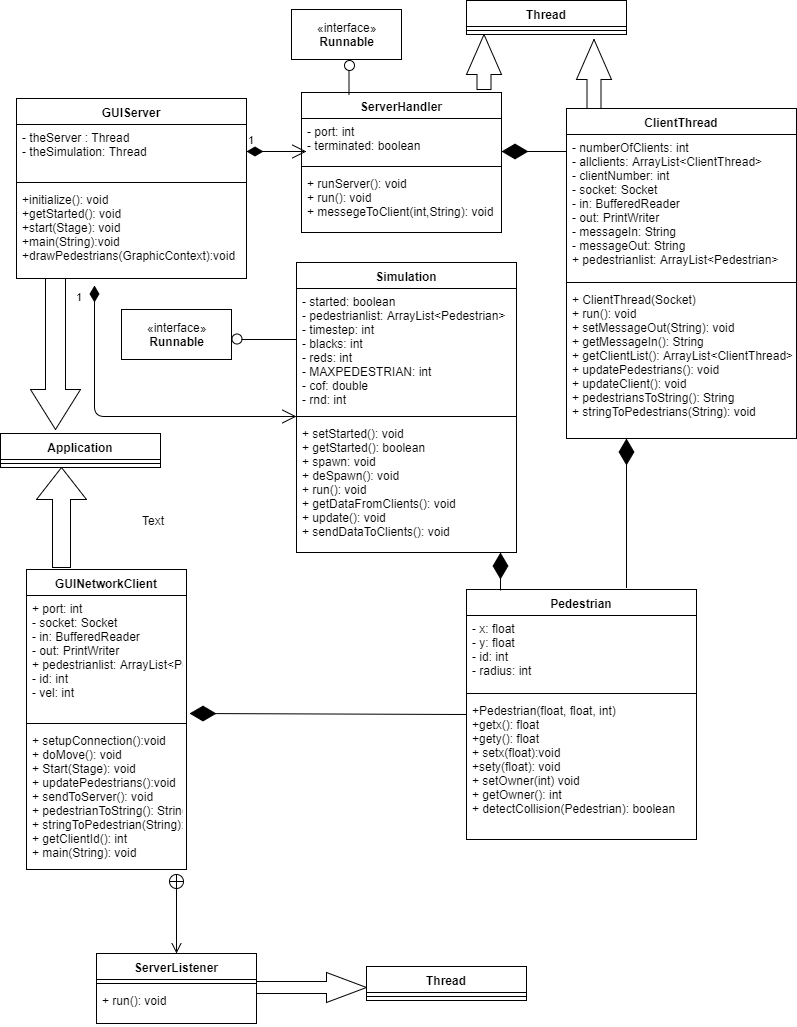 Thread
«interface»
Runnable
GUIServer
- theServer : Thread
- theSimulation: Thread
+initialize(): void
+getStarted(): void
+start(Stage): void
+main(String):void
+drawPedestrians(GraphicContext):void
1
ServerHandler
- port: int
- terminated: boolean
+ runServer(): void
+ run(): void
+ messegeToClient(int,String): void
ClientThread
- numberOfClients: int
- allclients: ArrayList<ClientThread>
- clientNumber: int
- socket: Socket
- in: BufferedReader
- out: PrintWriter
- messageIn: String
- messageOut: String
+ pedestrianlist: ArrayList<Pedestrian>
+ ClientThread(Socket)
+ run(): void
+ setMessageOut(String): void
+ getMessageIn(): String
+ getClientList(): ArrayList<ClientThread>
+ updatePedestrians(): void
+ updateClient(): void
+ pedestriansToString(): String
+ stringToPedestrians(String): void
1
«interface»
Runnable
Simulation
- started: boolean
- pedestrianlist: ArrayList<Pedestrian>
- timestep: int
- blacks: int
- reds: int
- MAXPEDESTRIAN: int
- cof: double
- rnd: int
+ setStarted(): void
+ getStarted(): boolean
+ spawn: void
+ deSpawn(): void
+ run(): void
+ getDataFromClients(): void
+ update(): void
+ sendDataToClients(): void
Application
Text
GUINetworkClient
+ port: int
- socket: Socket
- in: BufferedReader
- out: PrintWriter
+ pedestrianlist: ArrayList<P
- id: int
- vel: int
+ setupConnection():void
+ doMove(): void
+ Start(Stage): void
+ updatePedestrians():void
+ sendToServer(): void
+ pedestrianToString(): Strin
+ stringToPedestrian(String):
+ getClientId(): int
+ main(String): void
Pedestrian
- x: float
- y: float
- id: int
- radius: int
+Pedestrian(float, float, int)
+getx(): float
+gety(): float
+ setx(float):void
+sety(float): void
+ setOwner(int) void
+ getOwner(): int
+ detectCollision(Pedestrian): boolean
ServerListener
+ run(): void
Thread